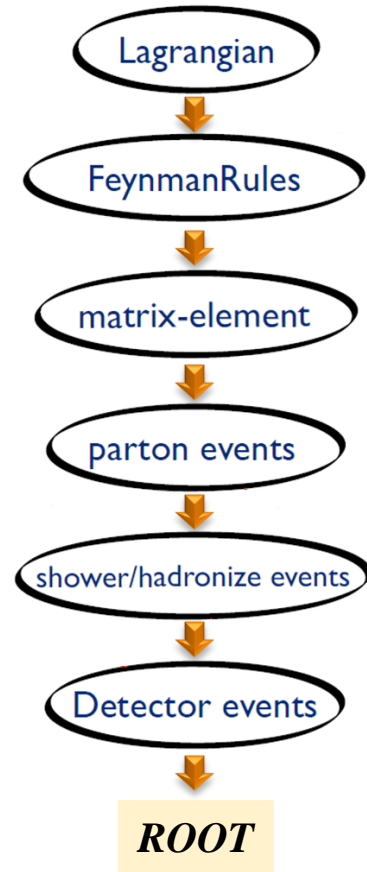 Lagrangian
FeynmanRules
matrix-element
parton events
shower/hadronize events
Detector events
ROOT